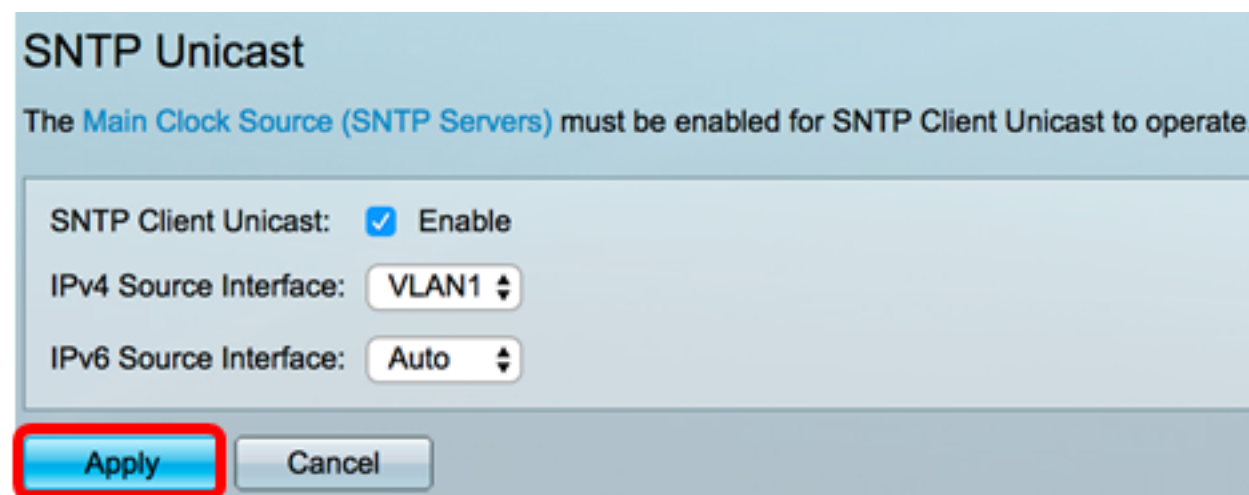 SNTP Unicast
The Main Clock Source (SNTP Servers) must be enabled for SNTP Client Unicast to operate.
SNTP Client Unicast: Enable
IPv4 Source Interface: VLAN1
IPv6 Source Interface: Auto
Apply Cancel